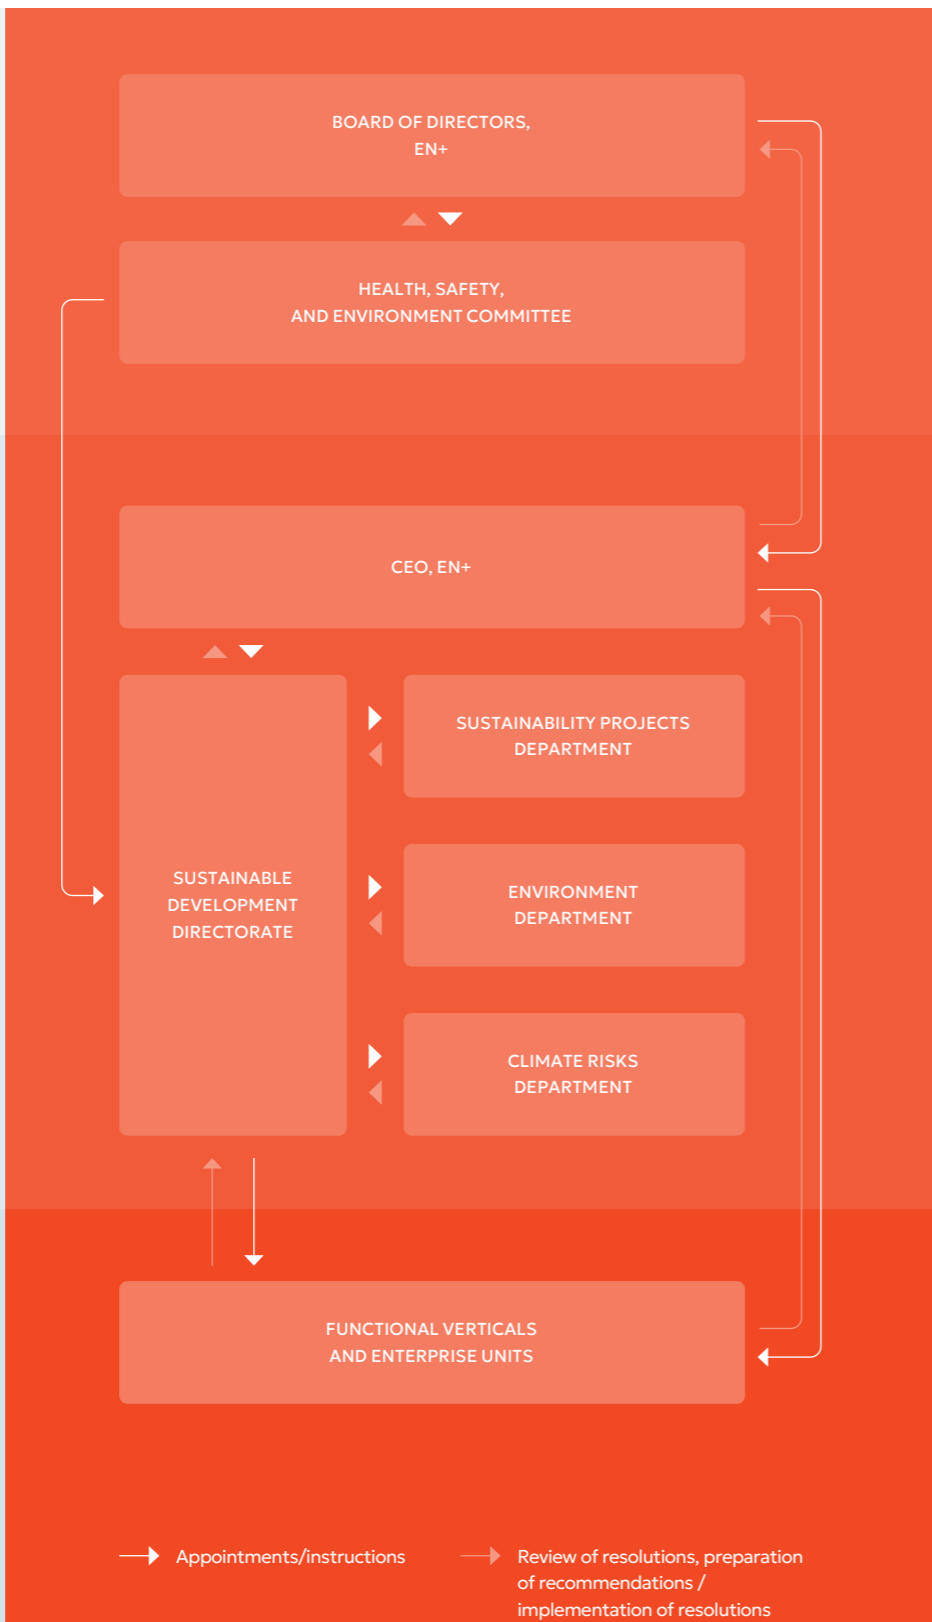 BOARD OF DIRECTORS,
EN+
HEALTH, SAFETY,
AND ENVIRONMENT COMMITTEE
CEO, EN+
SUSTAINABLE
DEVELOPMENT
DIRECTORATE
SUSTAINABILITY PROJECTS
DEPARTMENT
ENVIRONMENT
DEPARTMENT
CLIMATE RISKS
DEPARTMENT
FUNCTIONAL VERTICALS
AND ENTERPRISE UNITS
Appointments/instructions
Review of resolutions, preparation
of recommendations /
implementation of resolutions